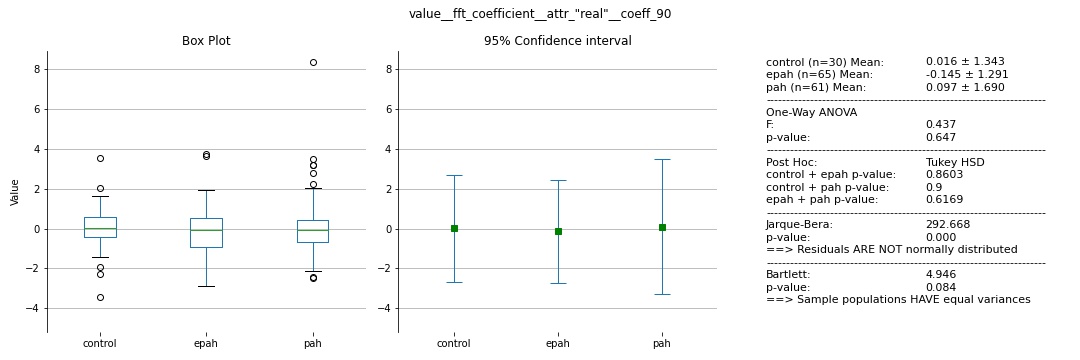 value__fft_coefficient__attr_"real"__coeff_90
Box Plot
Value
8
6
4
2
0
−2
−4
control
epah
pah
95% Confidence interval
8
6
4
2
0
−2
−4
control
epah
pah
control (n=30) Mean: 0.016 ± 1.343
epah (n=65) Mean: -0.145 ± 1.291
pah (n=61) Mean: 0.097 ± 1.690
One-Way ANOVA
F: 0.437
p-value: 0.647
Post Hoc: Tukey HSD
control + epah p-value: 0.8603
control + pah p-value: 0.9
epah + pah p-value: 0.6169
Jarque-Bera: 292.668
p-value: 0.000
==> Residuals ARE NOT normally distributed
Bartlett: 4.946
p-value: 0.084
==> Sample populations HAVE equal variances